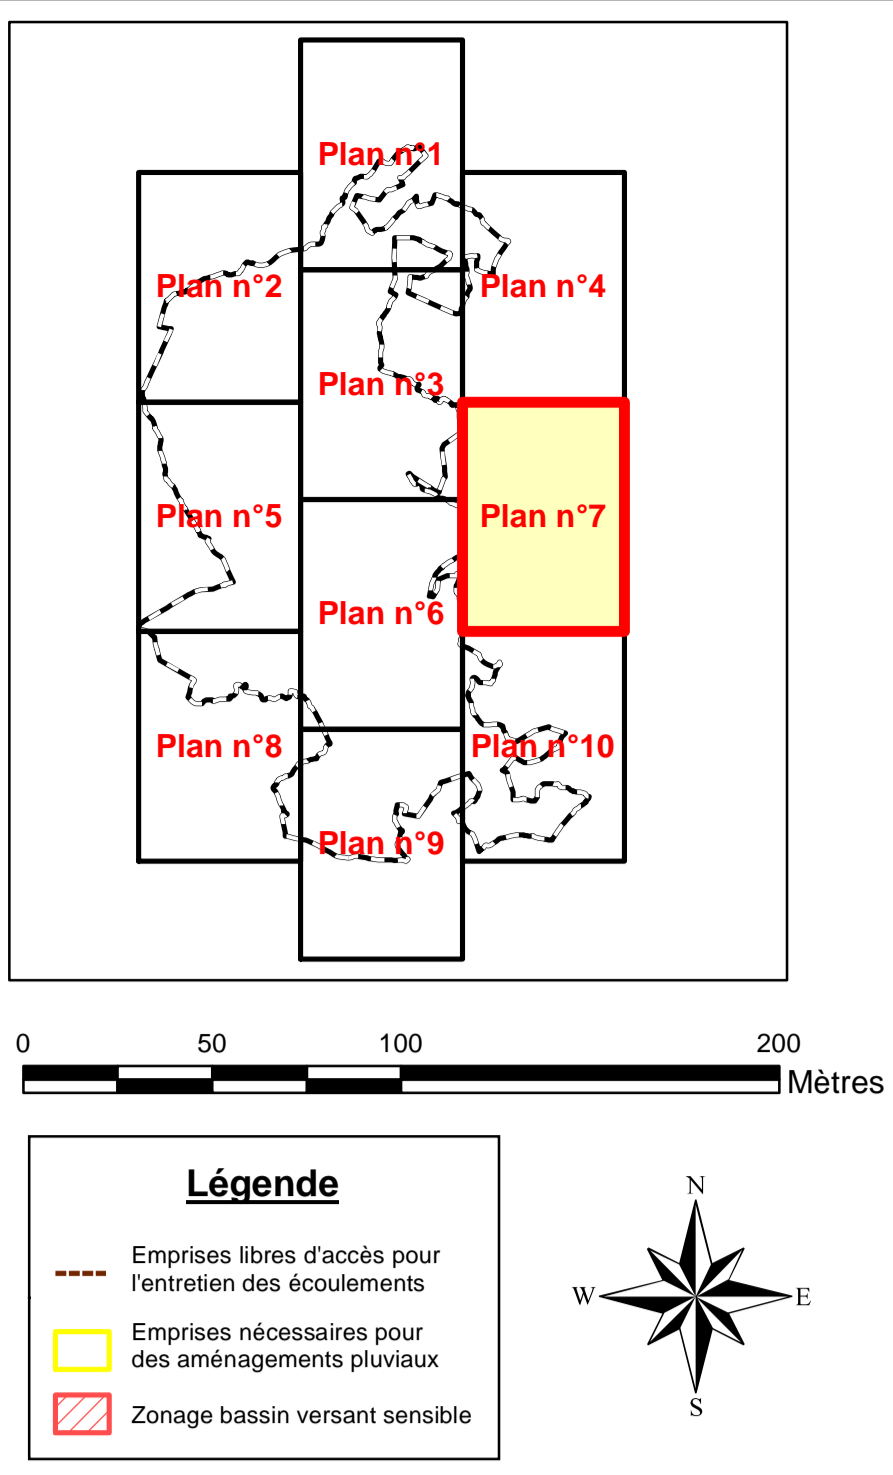 Plan n°1
Plan n°2
Plan n°4
Plan n°3
Plan n°5
Plan n°7
Plan n°6
Plan n°8
Plan n°10
Plan n°9
0 50 100 200
Mètres
Légende
Emprises libres d'accès pour
l'entretien des écoulements
Emprises nécessaires pour
des aménagements pluviaux
Zonage bassin versant sensible
N
W E
S